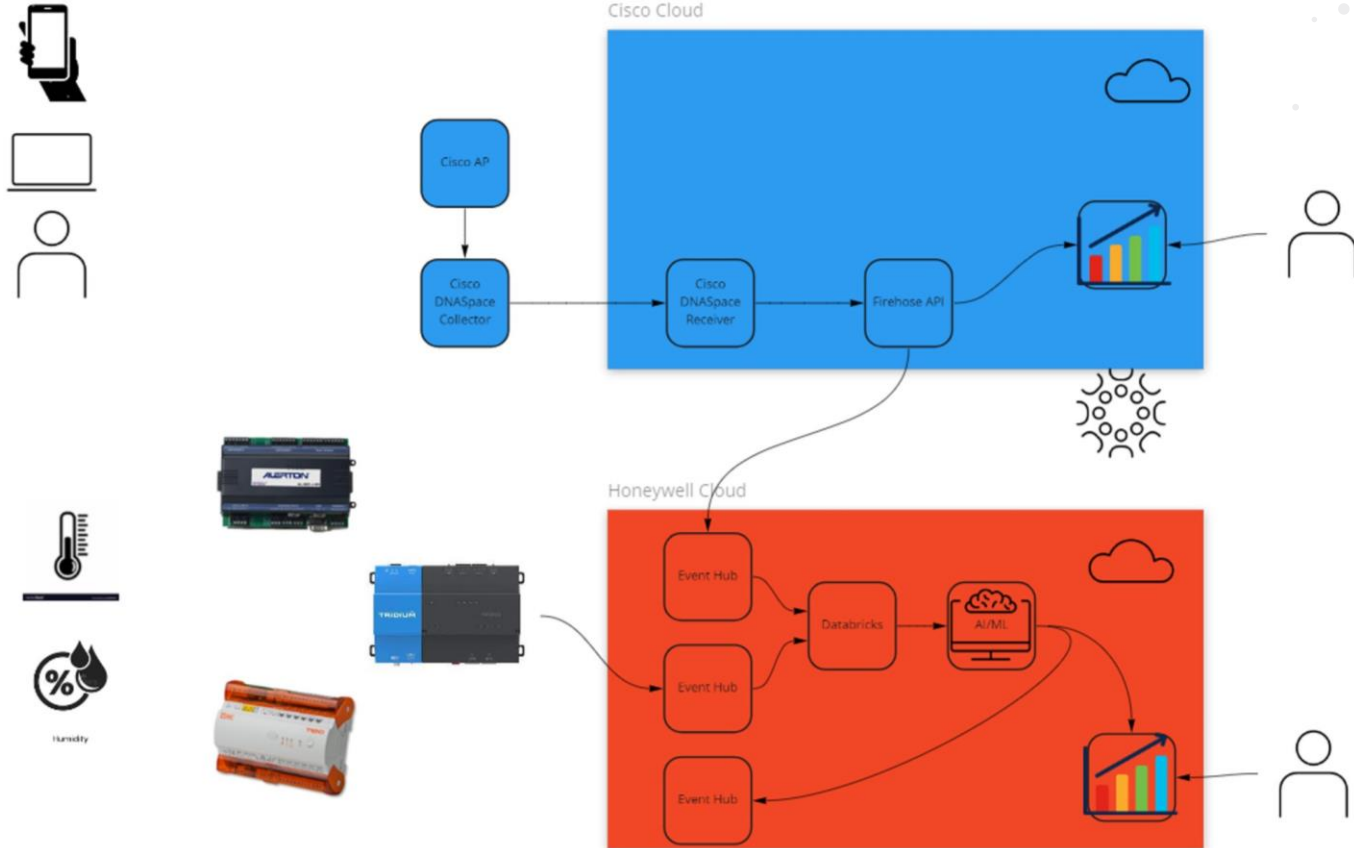 Cisco Cloud
Cisco AP
Cisco
DNASpace
Collector
Cisco
DNASpace
Receiver
Firehose API
ALERTON
Honeywell Cloud
Event Hub
TRIDIUM
Databricks
AI/ML
Event Hub
%
Humidity
Event Hub